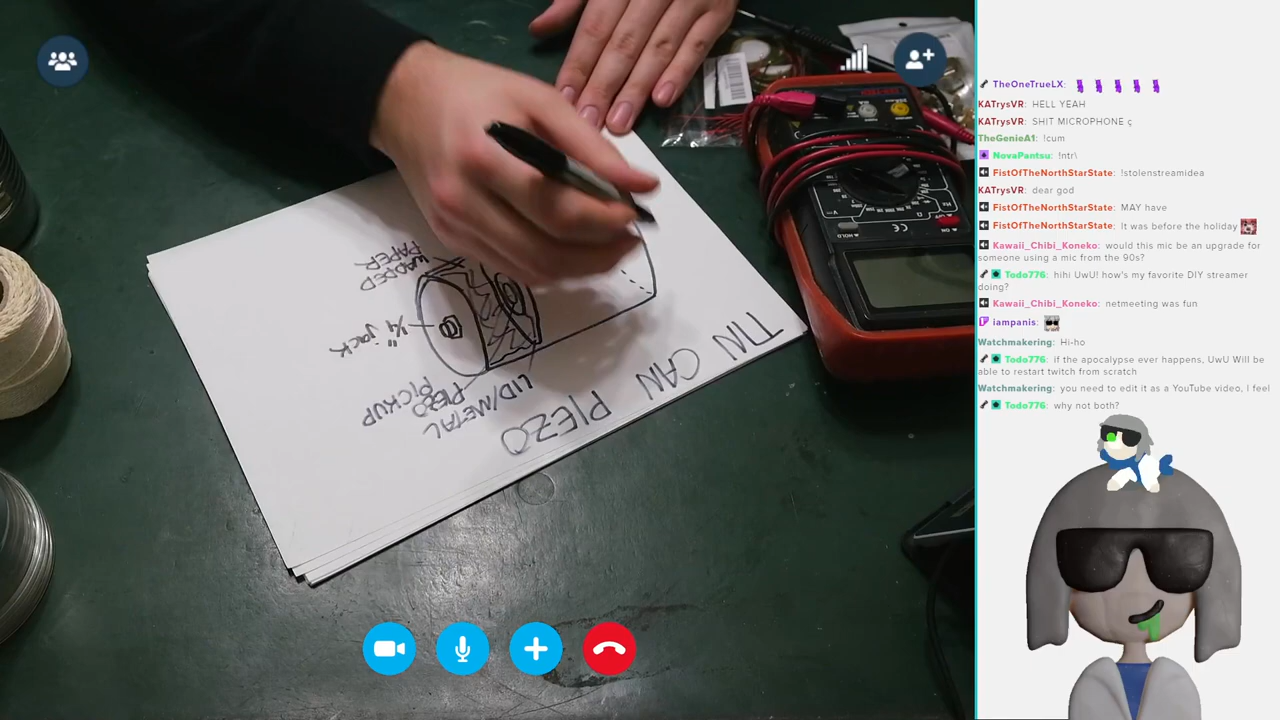 TIN CAN PIEZO
LID/METAL
PIEZO
PICKUP
1/4" JACK
WADDED
PAPER
HOLD
CE
TheOneTrueLX:
KATrysVR: HELL YEAH
KATrysVR: SHIT MICROPHONE ç
TheGenieA1: !cum
NovaPantsu: !ntr\
FistOfTheNorthStarState: !stolenstreamidea
KATrysVR: dear god
FistOfTheNorthStarState: MAY have
FistOfTheNorthStarState: It was before the holiday
Kawaii_Chibi_Koneko: would this mic be an upgrade for
someone using a mic from the 90s?
Todo776: hihi UwU! how's my favorite DIY streamer
doing?
Kawaii_Chibi_Koneko: netmeeting was fun
iampanis:
Watchmakering: Hi-ho
Todo776: if the apocalypse ever happens, UwU Will be
able to restart twitch from scratch
Watchmakering: you need to edit it as a YouTube video, I feel
Todo776: why not both?